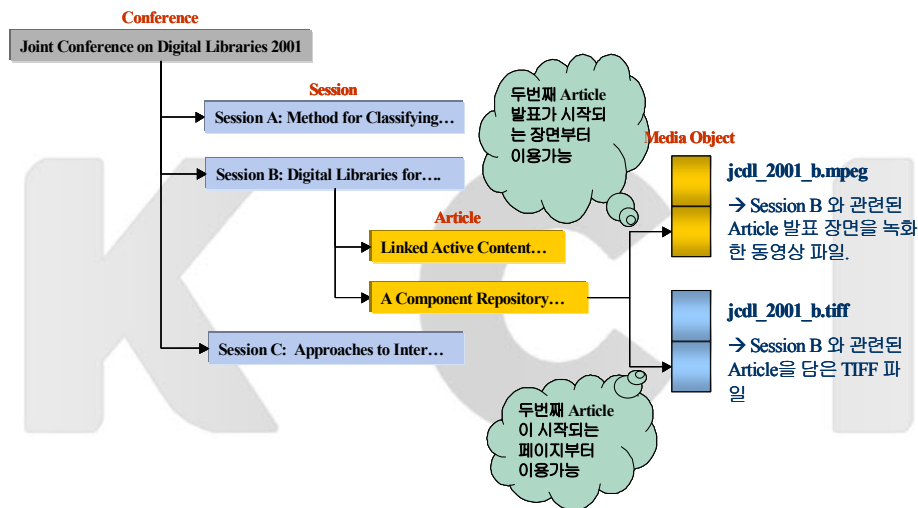 Conference
Joint Conference on Digital Libraries 2001
Session
Session A: Method for Classifying…
Session B: Digital Libraries for….
Article
Linked Active Content…
A Component Repository…
Session C:  Approaches to Inter…
두번째 Article
발표가 시작되
는 장면부터
이용가능
Media Object
jcdl_2001_b.mpeg
→ Session B 와 관련된
Article 발표 장면을 녹화
한 동영상 파일.
jcdl_2001_b.tiff
→ Session B 와 관련된
Article을 담은 TIFF 파
일
두번째 Article
이 시작되는
페이지부터
이용가능
KCI